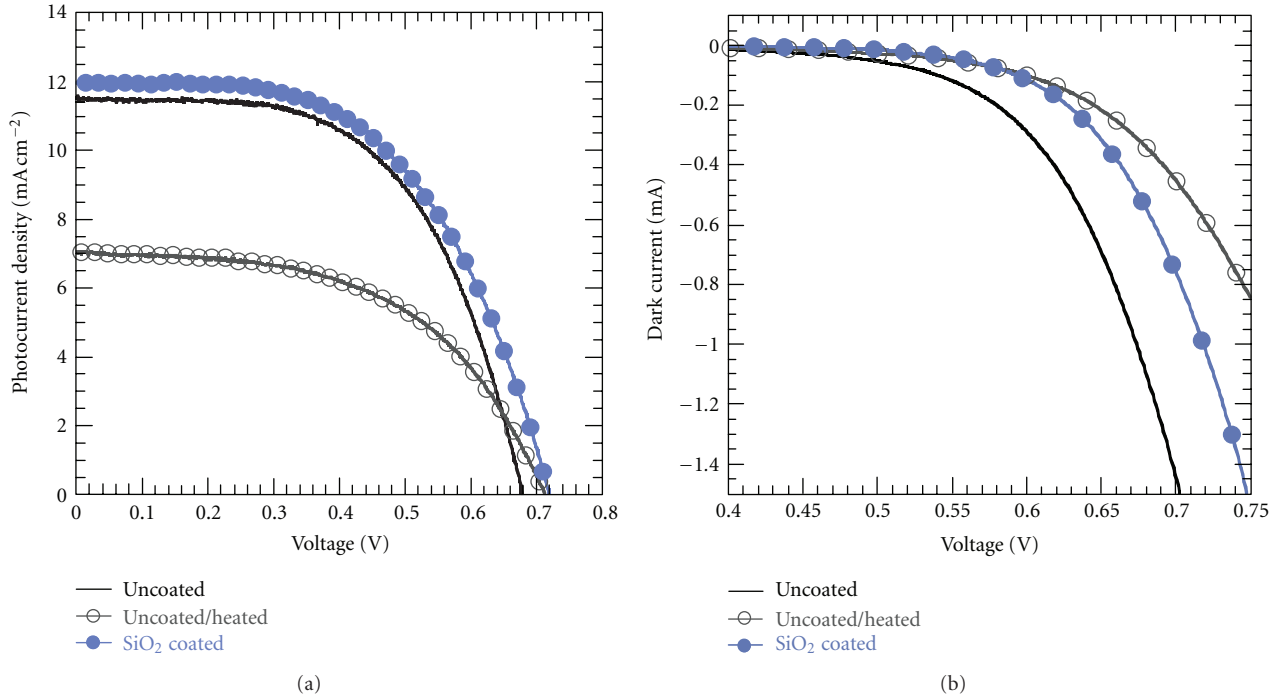 14
12
10
8
6
4
2
0
Photocurrent density (mA cm−2)
0 0.1 0.2 0.3 0.4 0.5 0.6 0.7 0.8
Voltage (V)
Uncoated
Uncoated/heated
SiO2 coated
(a)
0
−0.2
−0.4
−0.6
−0.8
−1
−1.2
−1.4
Dark current (mA)
0.4 0.45 0.5 0.55 0.6 0.65 0.7 0.75
Voltage (V)
Uncoated
Uncoated/heated
SiO2 coated
(b)